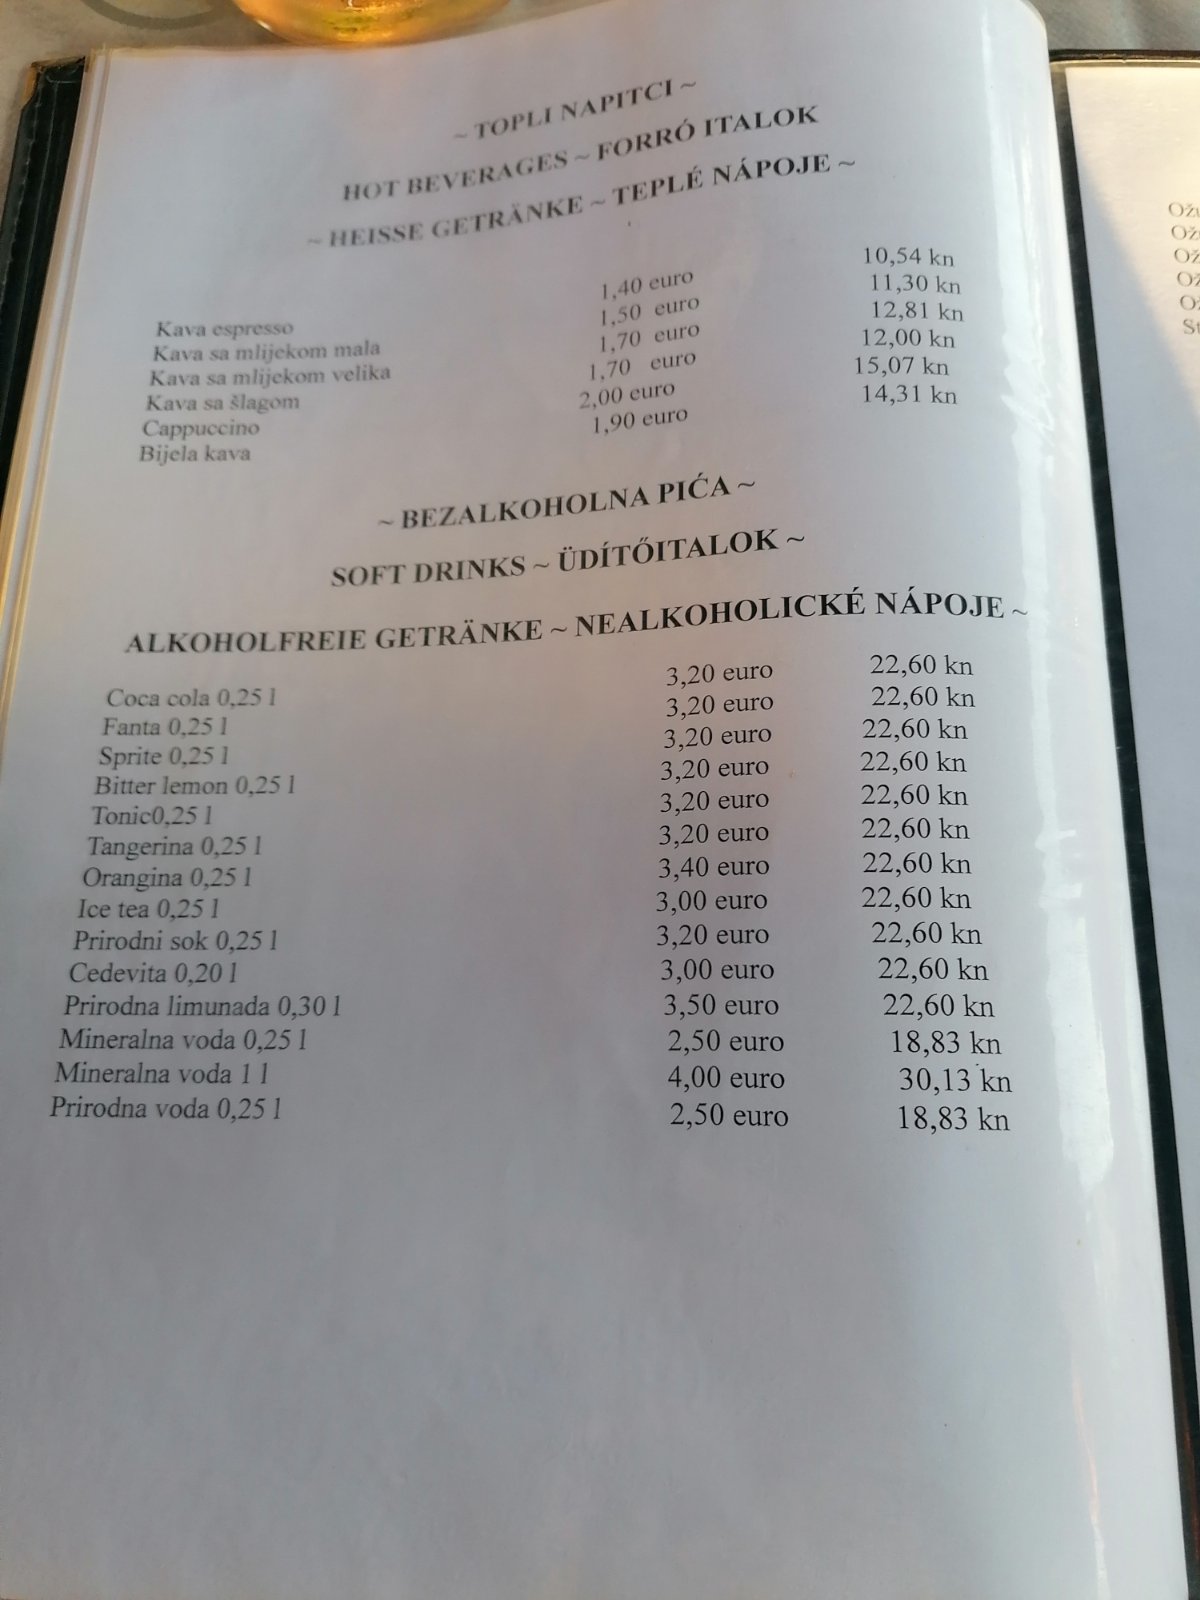 ~ TOPLI NAPITCI ~
HOT BEVERAGES ~ FORRÓ ITALOK
~ HEISSE GETRÄNKE ~ TEPLÉ NÁPOJE ~
Kava espresso 1,40 euro 10,54 kn
Kava sa mlijekom mala 1,50 euro 11,30 kn
Kava sa mlijekom velika 1,70 euro 12,81 kn
Kava sa šlagom 1,70 euro 12,00 kn
Cappuccino 2,00 euro 15,07 kn
Bijela kava 1,90 euro 14,31 kn
~ BEZALKOHOLNA PIĆA ~
SOFT DRINKS ~ ÜDÍTŐITALOK ~
ALKOHOLFREIE GETRÄNKE ~ NEALKOHOLICKÉ NÁPOJE ~
Coca cola 0,25 l 3,20 euro 22,60 kn
Fanta 0,25 l 3,20 euro 22,60 kn
Sprite 0,25 l 3,20 euro 22,60 kn
Bitter lemon 0,25 l 3,20 euro 22,60 kn
Tonic0,25 l 3,20 euro 22,60 kn
Tangerina 0,25 l 3,20 euro 22,60 kn
Orangina 0,25 l 3,40 euro 22,60 kn
Ice tea 0,25 l 3,00 euro 22,60 kn
Prirodni sok 0,25 l 3,20 euro 22,60 kn
Cedevita 0,20 l 3,00 euro 22,60 kn
Prirodna limunada 0,30 l 3,50 euro 22,60 kn
Mineralna voda 0,25 l 2,50 euro 18,83 kn
Mineralna voda 1 l 4,00 euro 30,13 kn
Prirodna voda 0,25 l 2,50 euro 18,83 kn